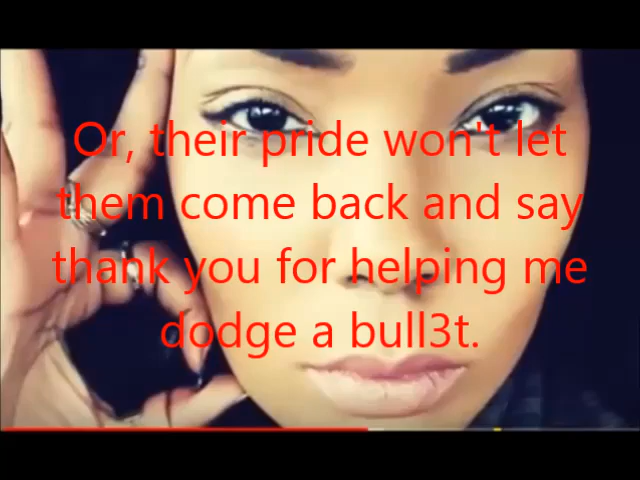 Or, their pride won't let
them come back and say
thank you for helping me
dodge a bull3t.